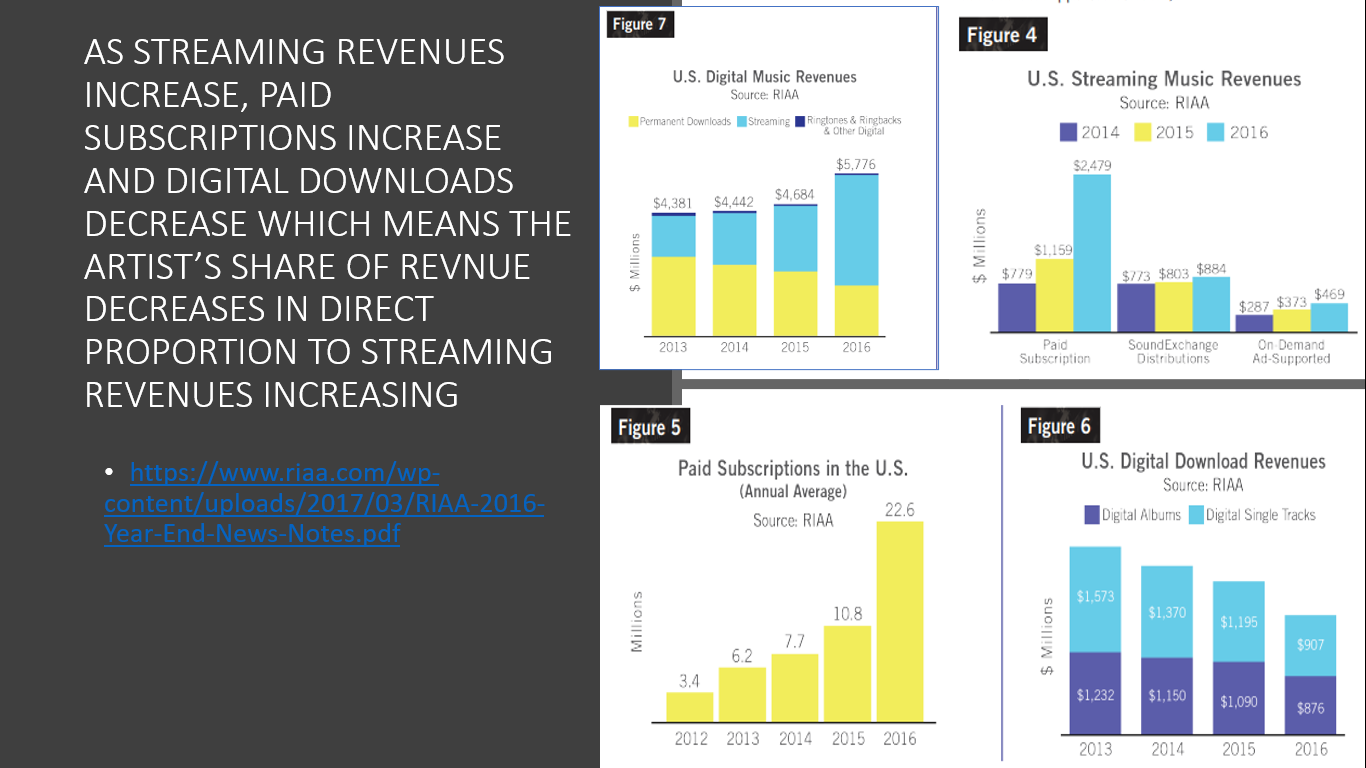 AS STREAMING REVENUES
INCREASE, PAID
SUBSCRIPTIONS INCREASE
AND DIGITAL DOWNLOADS
DECREASE WHICH MEANS THE
ARTIST’S SHARE OF REVNUE
DECREASES IN DIRECT
PROPORTION TO STREAMING
REVENUES INCREASING
• https://www.riaa.com/wp-
content/uploads/2017/03/RIAA-2016-
Year-End-News-Notes.pdf
Figure 7
U.S. Digital Music Revenues
Source: RIAA
Permanent Downloads Streaming Ringtones & Ringbacks
& Other Digital
$5,776
$4,684
$4,442
$4,381
$ Millions
2013 2014 2015 2016
Figure 4
U.S. Streaming Music Revenues
Source: RIAA
2014 2015 2016
$2,479
$1,159
$779 $773 $803 $884
$287 $373 $469
$ Millions
Paid SoundExchange On-Demand
Subscription Distributions Ad-Supported
Figure 5
Paid Subscriptions in the U.S.
(Annual Average)
Source: RIAA
22.6
10.8
7.7
6.2
3.4
Millions
2012 2013 2014 2015 2016
Figure 6
U.S. Digital Download Revenues
Source: RIAA
Digital Albums Digital Single Tracks
$1,573 $1,370 $1,195 $907
$1,232 $1,150 $1,090 $876
$ Millions
2013 2014 2015 2016